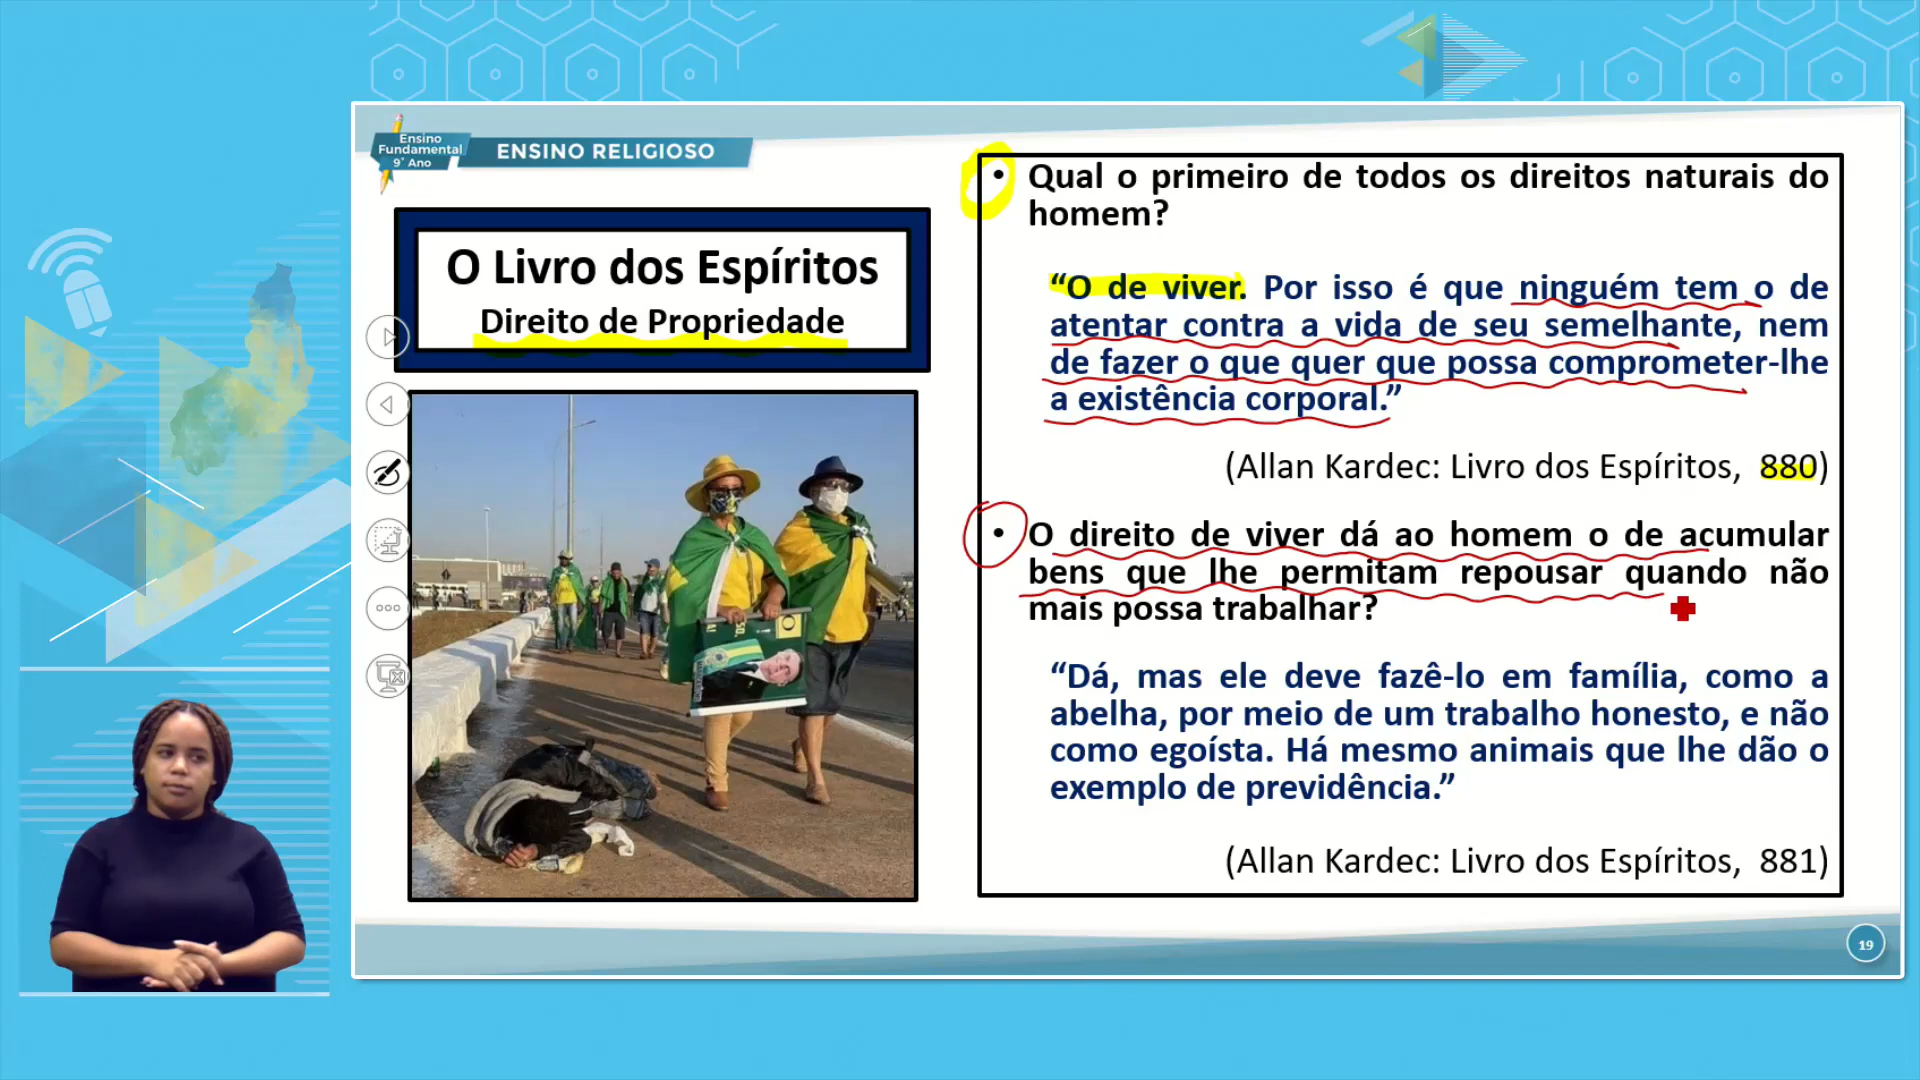 Ensino
Fundamental
9° Ano
ENSINO RELIGIOSO
O Livro dos Espíritos
Direito de Propriedade
• Qual o primeiro de todos os direitos naturais do
homem?
“O de viver. Por isso é que ninguém tem o de
atentar contra a vida de seu semelhante, nem
de fazer o que quer que possa comprometer-lhe
a existência corporal.”
(Allan Kardec: Livro dos Espíritos, 880)
• O direito de viver dá ao homem o de acumular
bens que lhe permitam repousar quando não
mais possa trabalhar?
“Dá, mas ele deve fazê-lo em família, como a
abelha, por meio de um trabalho honesto, e não
como egoísta. Há mesmo animais que lhe dão o
exemplo de previdência.”
(Allan Kardec: Livro dos Espíritos, 881)
19